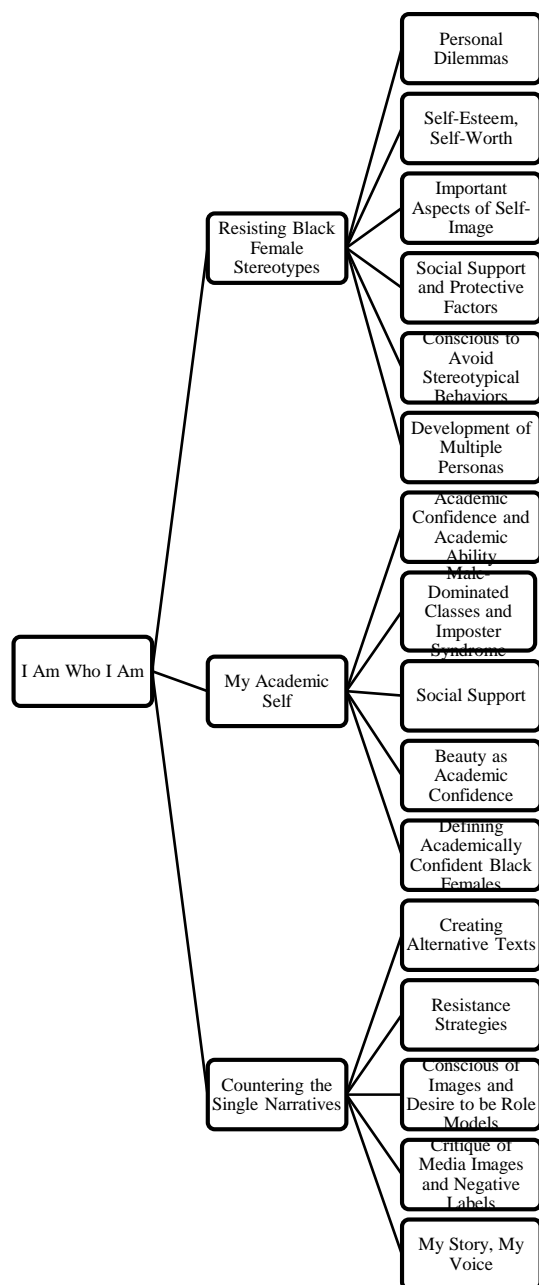 Personal
Dilemmas
Self-Esteem,
Self-Worth
Important
Aspects of Self-
Image
Resisting Black
Female
Stereotypes
Social Support
and Protective
Factors
Conscious to
Avoid
Stereotypical
Behaviors
Development of
Multiple
Personas
Academic
Confidence and
Academic
Ability
Male-
Dominated
Classes and
Imposter
Syndrome
I Am Who I Am
My Academic
Self
Social Support
Beauty as
Academic
Confidence
Defining
Academically
Confident Black
Females
Creating
Alternative Texts
Resistance
Strategies
Countering the
Single Narratives
Conscious of
Images and
Desire to be Role
Models
Critique of
Media Images
and Negative
Labels
My Story, My
Voice